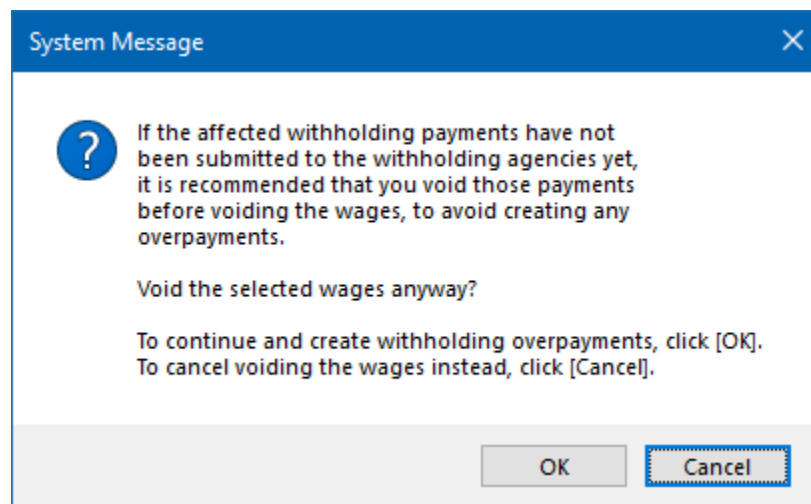 System Message
?
If the affected withholding payments have not
been submitted to the withholding agencies yet,
it is recommended that you void those payments
before voiding the wages, to avoid creating any
overpayments.
Void the selected wages anyway?
To continue and create withholding overpayments, click [OK].
To cancel voiding the wages instead, click [Cancel].
OK Cancel